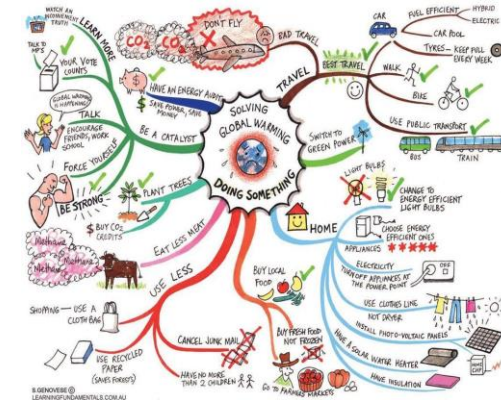 SOLVING
GLOBAL WARMING
DOING SOMETHING
TRAVEL
BAD TRAVEL
DON'T FLY
CO2
CO2
BEST TRAVEL
CAR
FUEL EFFICIENT
HYBRID
ELECTRIC
CAR POOL
TYRES - KEEP FULL
EVERY WEEK
WALK
BIKE
USE PUBLIC TRANSPORT
BUS
TRAIN
SWITCH TO
GREEN POWER
HOME
LIGHT BULBS
CHANGE TO
ENERGY EFFICIENT
LIGHT BULBS
APPLIANCES
CHOOSE ENERGY
EFFICIENT ONES
ELECTRICITY
TURN OFF APPLIANCES AT
THE POWER POINT
OFF
USE CLOTHES LINE
NOT DRYER
INSTALL PHOTO-VOLTAIC PANELS
HAVE A SOLAR WATER HEATER
HAVE INSULATION
BUY LOCAL
FOOD
BUY FRESH FOOD
NOT FROZEN
GO TO FARMERS MARKETS
USE LESS
CANCEL JUNK MAIL
HAVE NO MORE
THAN 2 CHILDREN
SHOPPING - USE A
CLOTH BAG
USE RECYCLED
PAPER
(SAVES FORESTS)
EAT LESS MEAT
Methane
Methane
Methane
PLANT TREES
$ BUY CO2
CREDITS
BE A CATALYST
LEARN MORE
WATCH AN
INCONVENIENT
TRUTH
TALK TO
MP'S
YOUR VOTE
COUNTS
TALK
GLOBAL WARMING
IS HAPPENING
ENCOURAGE
FRIENDS, WORK
SCHOOL
FORCE YOURSELF
BE STRONG
HAVE AN ENERGY AUDIT
$ SAVE POWER, SAVE
MONEY
S.GENOVESE ©
LEARNINGFUNDAMENTALS.COM.AU